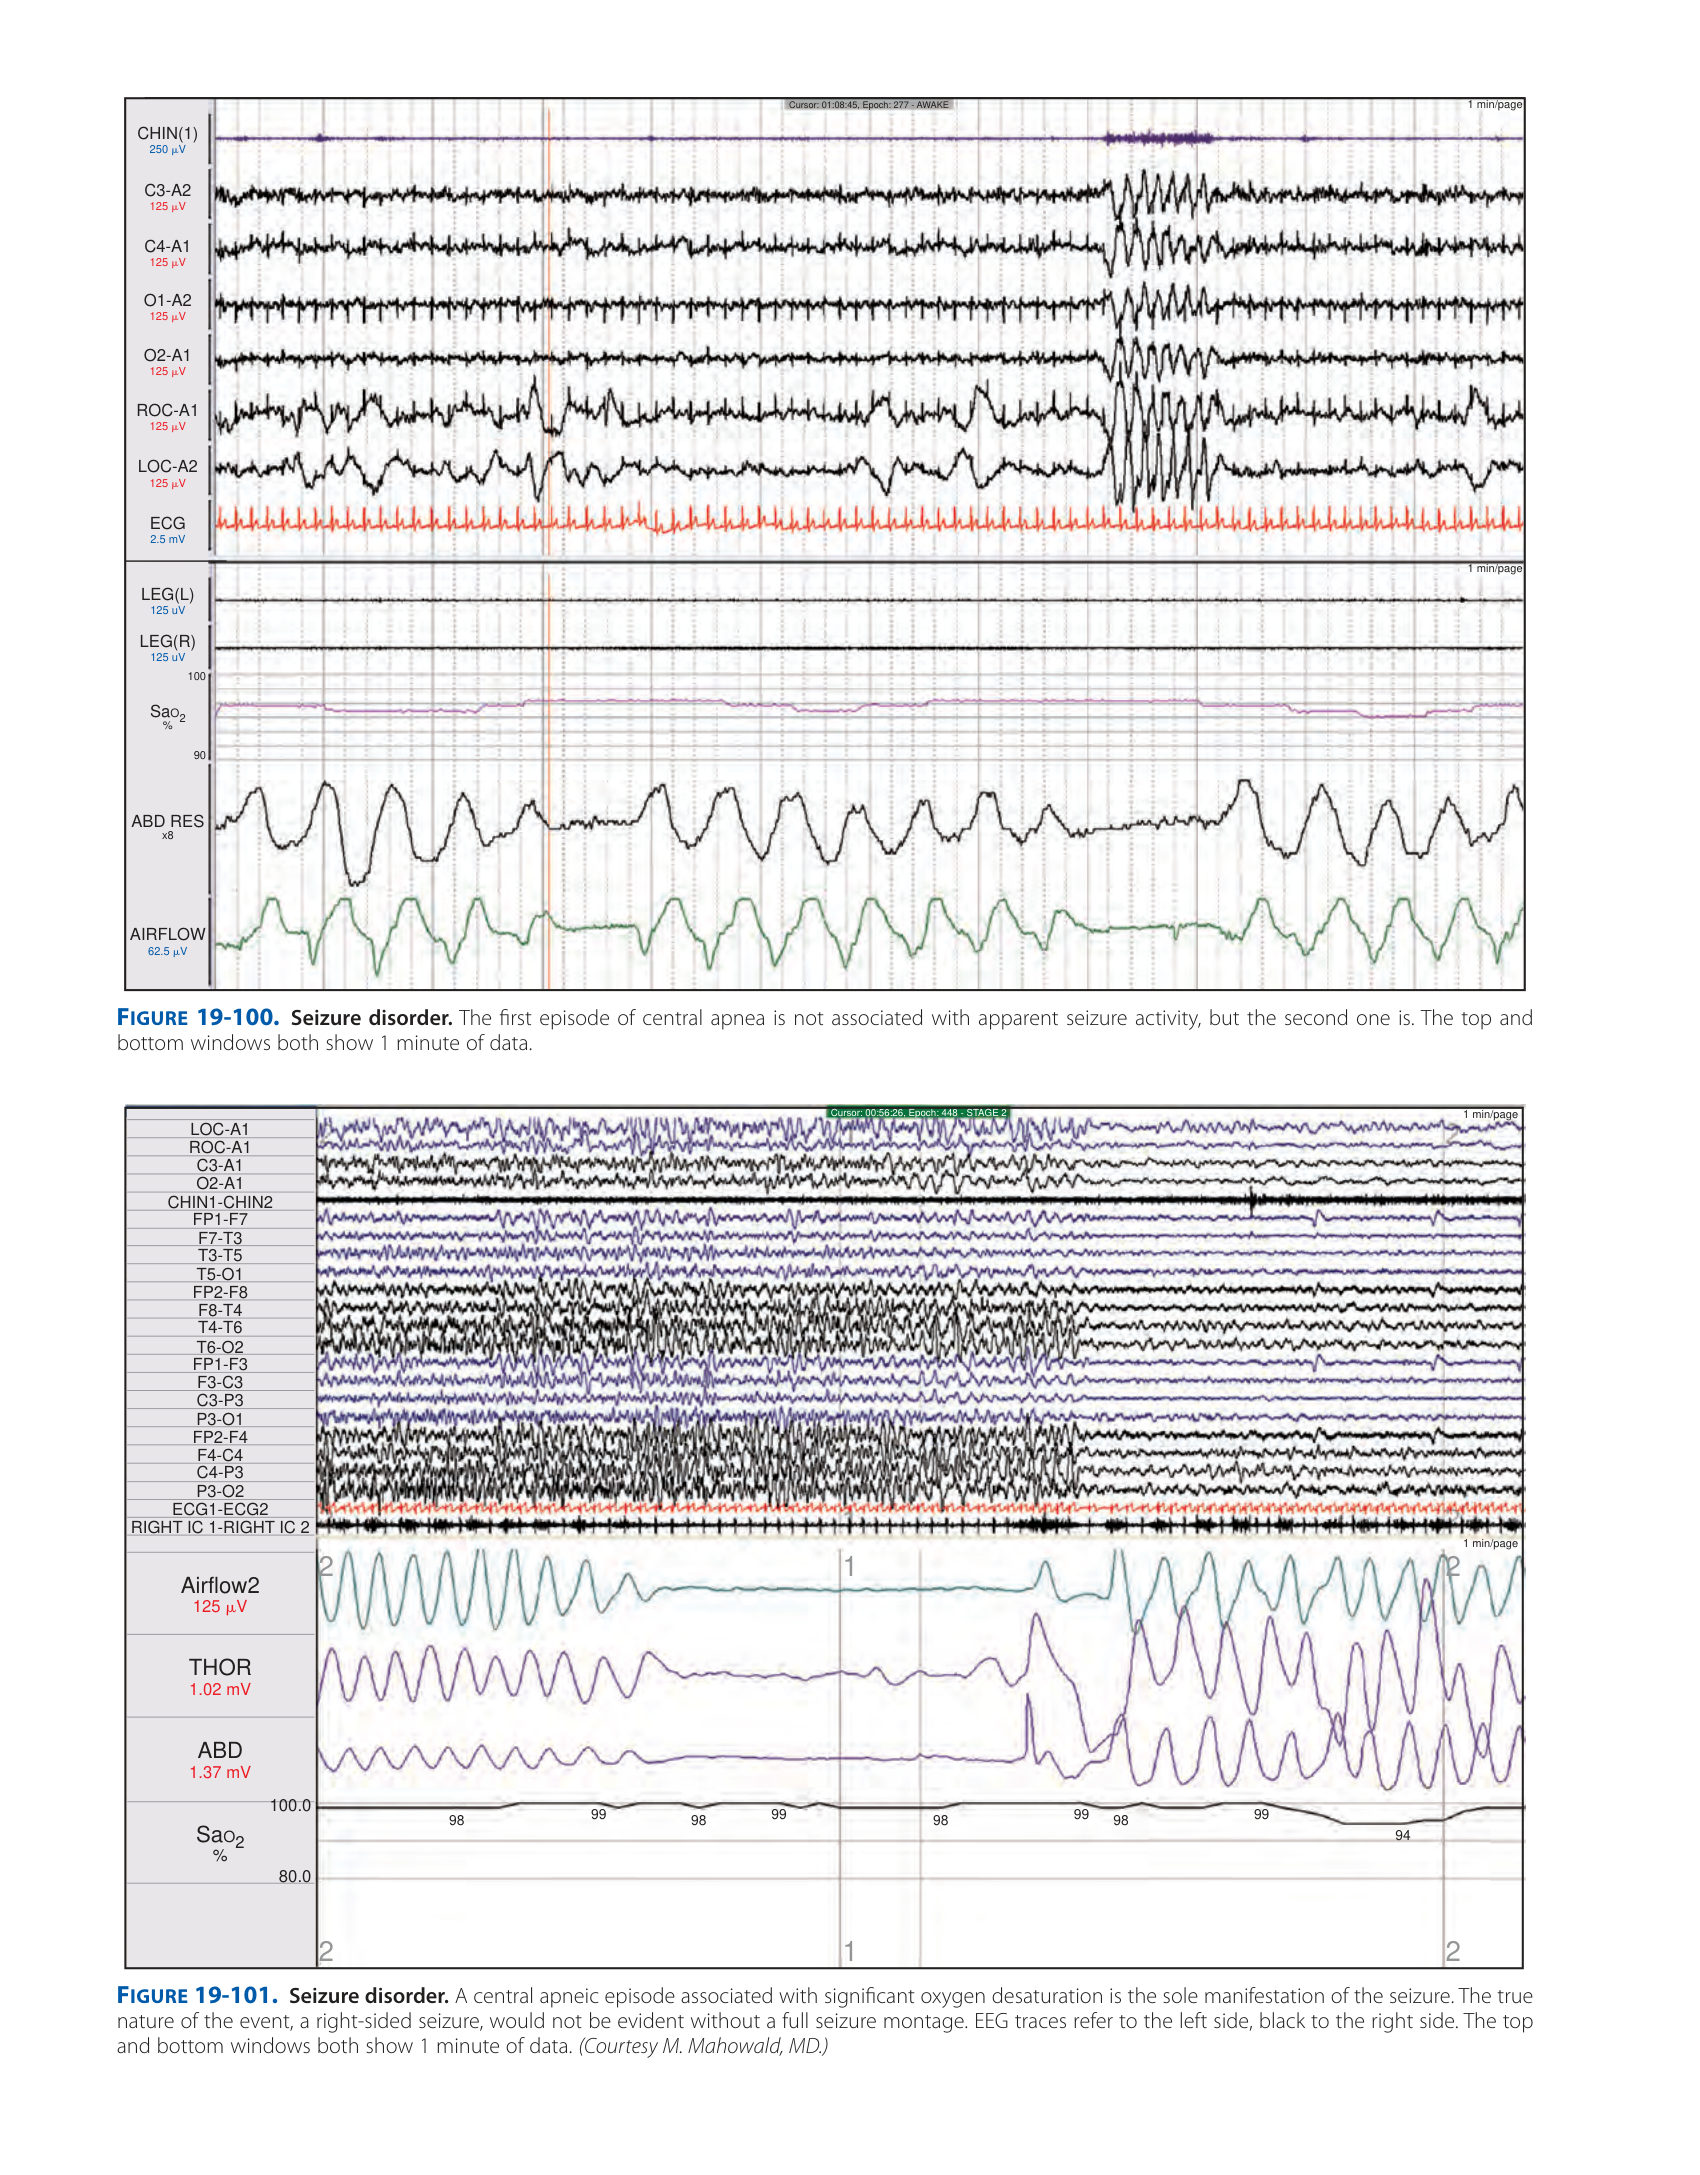 Cursor: 01:08:45, Epoch: 277 - AWAKE
1 min/page
CHIN(1)
250 µV
C3-A2
125 µV
C4-A1
125 µV
O1-A2
125 µV
O2-A1
125 µV
ROC-A1
125 µV
LOC-A2
125 µV
ECG
2.5 mV
1 min/page
LEG(L)
125 uV
LEG(R)
125 uV
100
SaO2
%
90
ABD RES
x8
AIRFLOW
62.5 µV
FIGURE 19-100. Seizure disorder. The first episode of central apnea is not associated with apparent seizure activity, but the second one is. The top and
bottom windows both show 1 minute of data.
Cursor: 00:56:26, Epoch: 448 - STAGE 2
1 min/page
LOC-A1
ROC-A1
C3-A1
O2-A1
CHIN1-CHIN2
FP1-F7
F7-T3
T3-T5
T5-O1
FP2-F8
F8-T4
T4-T6
T6-O2
FP1-F3
F3-C3
C3-P3
P3-O1
FP2-F4
F4-C4
C4-P3
P3-O2
ECG1-ECG2
RIGHT IC 1-RIGHT IC 2
1 min/page
2 1 2
Airflow2
125 µV
THOR
1.02 mV
ABD
1.37 mV
100.0
98 99 98 99 98 99 98 99 94
SaO2
%
80.0
2 1 2
FIGURE 19-101. Seizure disorder. A central apneic episode associated with significant oxygen desaturation is the sole manifestation of the seizure. The true
nature of the event, a right-sided seizure, would not be evident without a full seizure montage. EEG traces refer to the left side, black to the right side. The top
and bottom windows both show 1 minute of data. (Courtesy M. Mahowald, MD.)